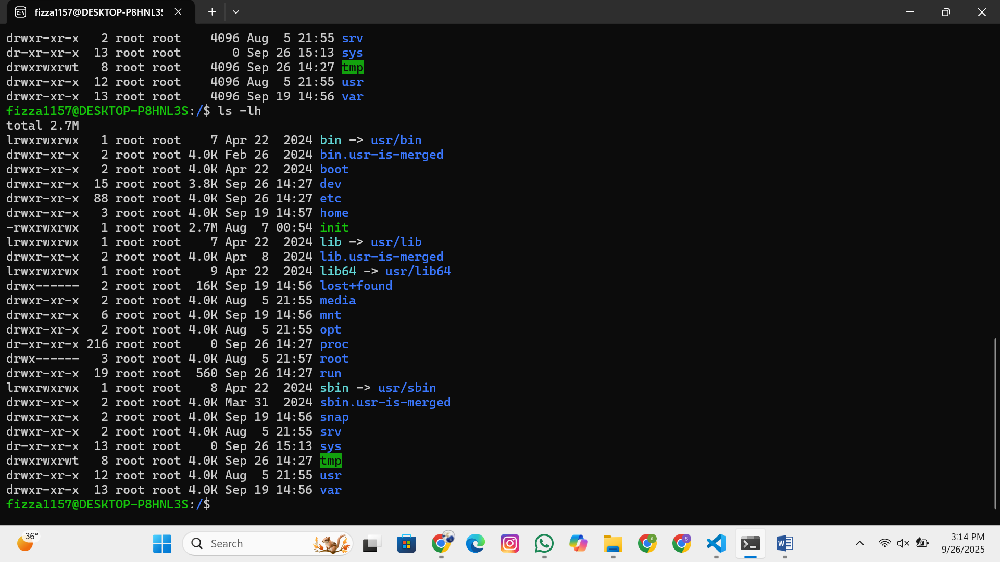 fizza1157@DESKTOP-P8HNL3S
drwxr-xr-x   2 root root    4096 Aug  5 21:55 srv
dr-xr-xr-x  13 root root       0 Sep 26 15:13 sys
drwxrwxrwt   8 root root    4096 Sep 26 14:27 tmp
drwxr-xr-x  12 root root    4096 Aug  5 21:55 usr
drwxr-xr-x  13 root root    4096 Sep 19 14:56 var
fizza1157@DESKTOP-P8HNL3S:/$ ls -lh
total 2.7M
lrwxrwxrwx   1 root root    7 Apr 22  2024 bin -> usr/bin
drwxr-xr-x   2 root root 4.0K Feb 26  2024 bin.usr-is-merged
drwxr-xr-x   2 root root 4.0K Apr 22  2024 boot
drwxr-xr-x  15 root root 3.8K Sep 26 14:27 dev
drwxr-xr-x  88 root root 4.0K Sep 26 14:27 etc
drwxr-xr-x   3 root root 4.0K Sep 19 14:57 home
-rwxrwxrwx   1 root root 2.7M Aug  7 00:54 init
lrwxrwxrwx   1 root root    7 Apr 22  2024 lib -> usr/lib
drwxr-xr-x   2 root root 4.0K Apr  8  2024 lib.usr-is-merged
lrwxrwxrwx   1 root root    9 Apr 22  2024 lib64 -> usr/lib64
drwx------   2 root root  16K Sep 19 14:56 lost+found
drwxr-xr-x   2 root root 4.0K Aug  5 21:55 media
drwxr-xr-x   6 root root 4.0K Sep 19 14:56 mnt
drwxr-xr-x   2 root root 4.0K Aug  5 21:55 opt
dr-xr-xr-x 216 root root    0 Sep 26 14:27 proc
drwx------   3 root root 4.0K Aug  5 21:57 root
drwxr-xr-x  19 root root  560 Sep 26 14:27 run
lrwxrwxrwx   1 root root    8 Apr 22  2024 sbin -> usr/sbin
drwxr-xr-x   2 root root 4.0K Mar 31  2024 sbin.usr-is-merged
drwxr-xr-x   2 root root 4.0K Sep 19 14:56 snap
drwxr-xr-x   2 root root 4.0K Aug  5 21:55 srv
dr-xr-xr-x  13 root root    0 Sep 26 15:13 sys
drwxrwxrwt   8 root root 4.0K Sep 26 14:27 tmp
drwxr-xr-x  12 root root 4.0K Aug  5 21:55 usr
drwxr-xr-x  13 root root 4.0K Sep 19 14:56 var
fizza1157@DESKTOP-P8HNL3S:/$
36°
Search
3:14 PM
9/26/2025